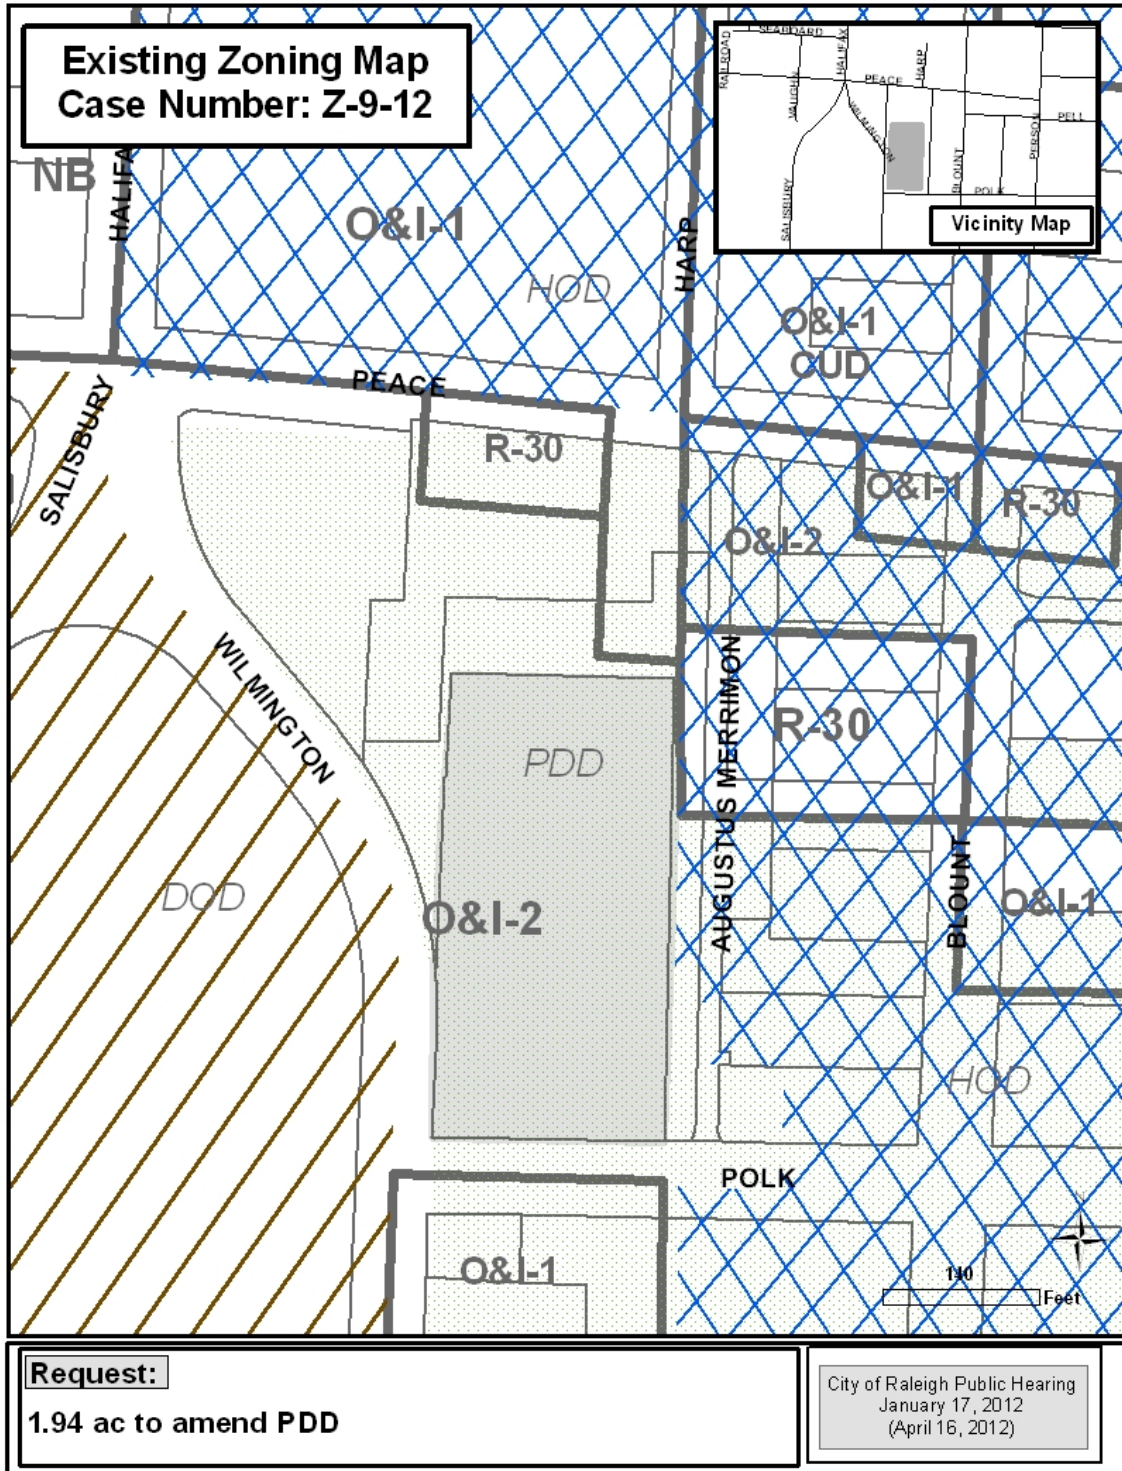 Existing Zoning Map
Case Number: Z-9-12
SEABOARD
RAILROAD
VAUGHN
HALIFAX
HARP
PEACE
WILMINGTON
PELL
PERSON
BLOUNT
SALISBURY
POLK
Vicinity Map
NB
HALIFA
O&I-1
HOD
HARP
O&I-1
CUD
PEACE
SALISBURY
R-30
O&I-1
R-30
O&I-2
WILMINGTON
AUGUSTUS MERRIMON
R-30
PDD
DOD
O&I-2
BLOUNT
O&I-1
HOD
POLK
O&I-1
140
Feet
N
Request:
1.94 ac to amend PDD
City of Raleigh Public Hearing
January 17, 2012
(April 16, 2012)